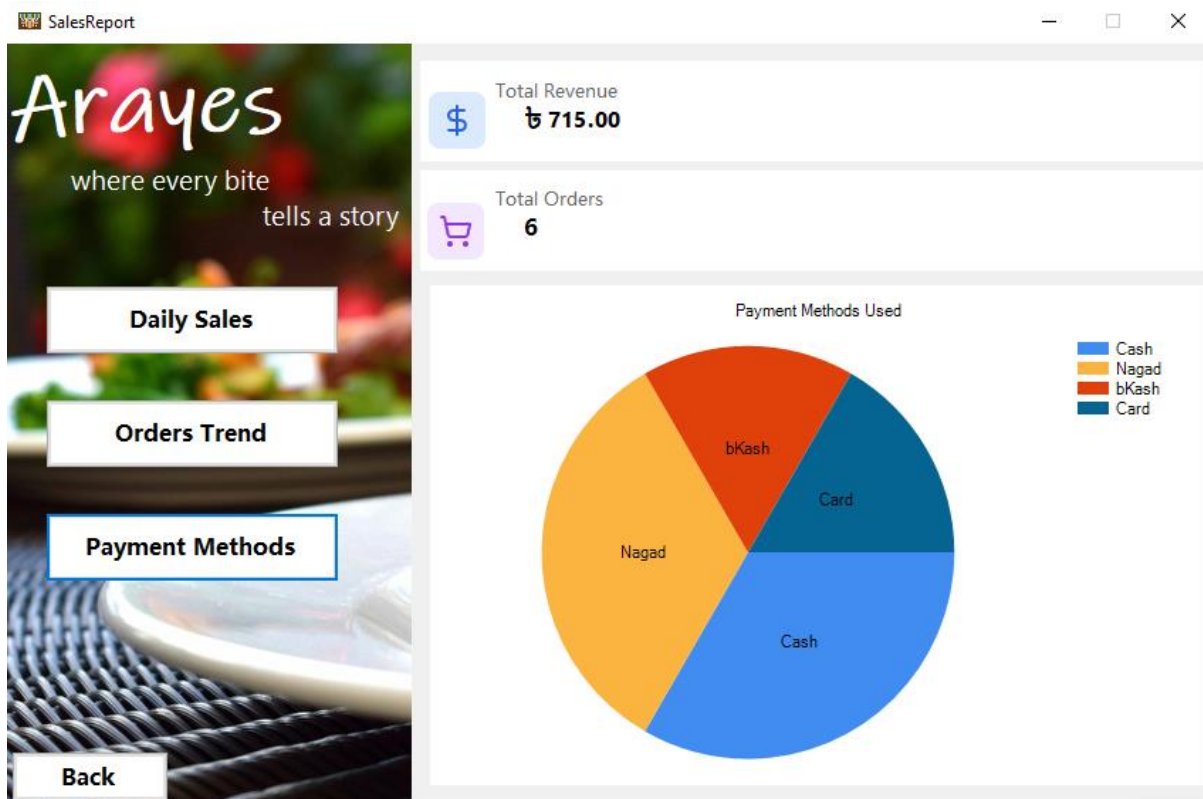 SalesReport
Arayes
where every bite
tells a story
Daily Sales
Orders Trend
Payment Methods
Back
Total Revenue
৳ 715.00
Total Orders
6
Payment Methods Used
Cash
Nagad
bKash
Card
bKash
Card
Nagad
Cash